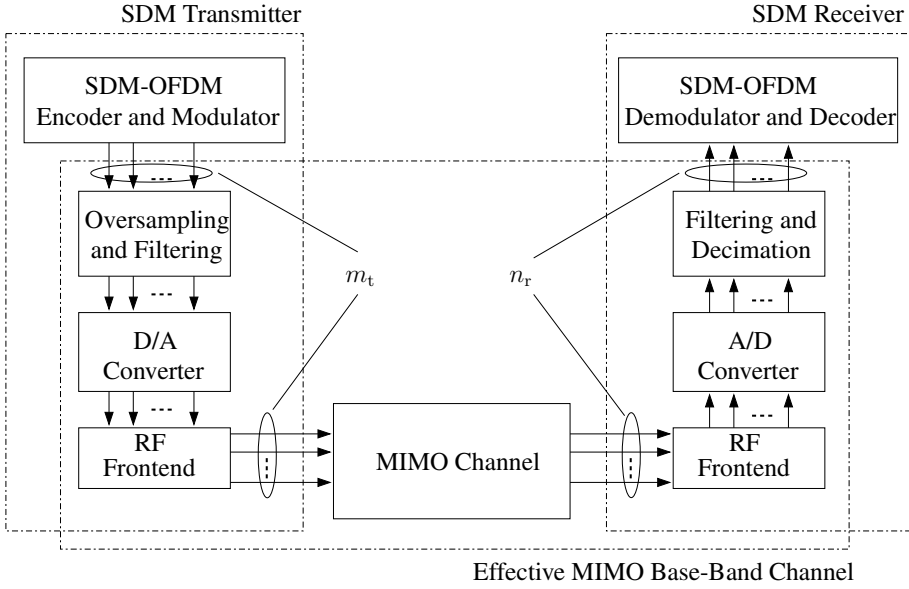 SDM Transmitter
SDM Receiver
SDM-OFDM
Encoder and Modulator
SDM-OFDM
Demodulator and Decoder
...
...
Oversampling
and Filtering
Filtering and
Decimation
m_t
n_r
...
...
D/A
Converter
A/D
Converter
...
...
RF
Frontend
...
MIMO Channel
...
RF
Frontend
Effective MIMO Base-Band Channel